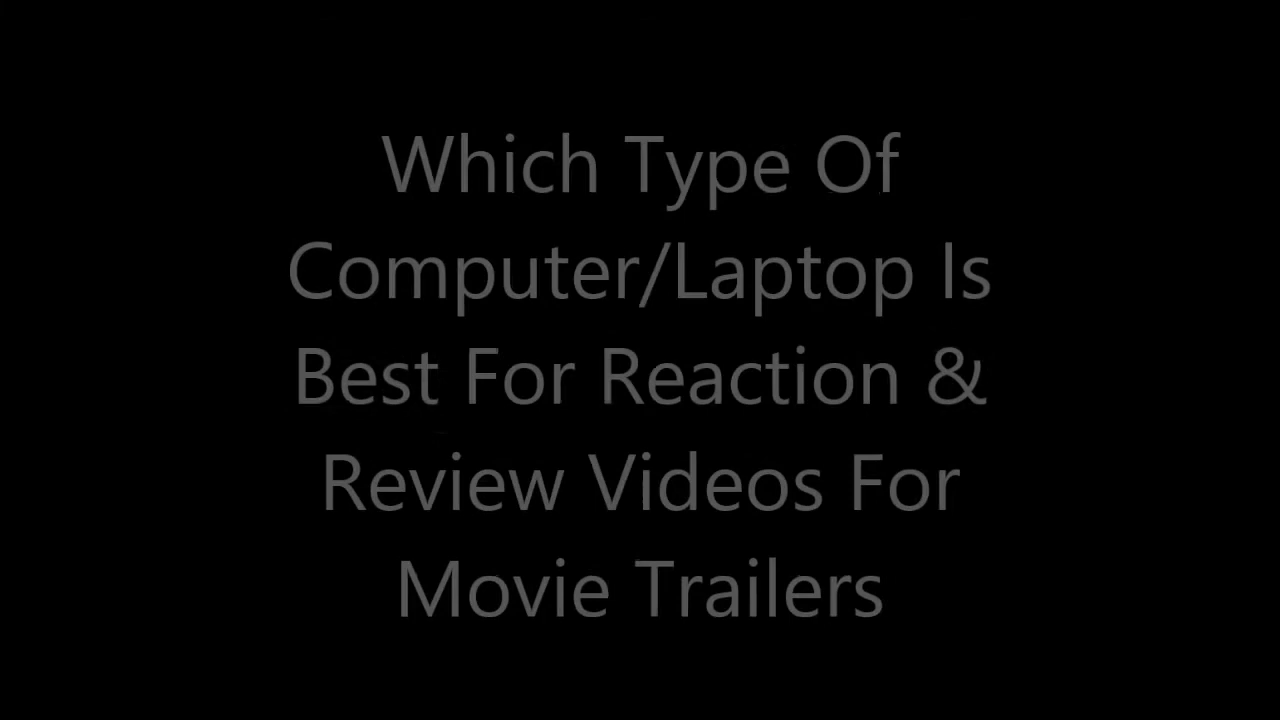 Which Type Of
Computer/Laptop Is
Best For Reaction &
Review Videos For
Movie Trailers